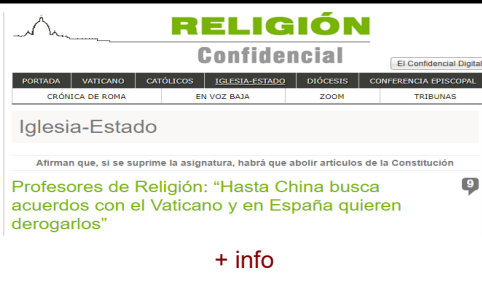 RELIGIÓN
Confidencial
El Confidencial Digital
PORTADA VATICANO CATÓLICOS IGLESIA-ESTADO DIÓCESIS CONFERENCIA EPISCOPAL
CRÓNICA DE ROMA EN VOZ BAJA ZOOM TRIBUNAS
Iglesia-Estado
Afirman que, si se suprime la asignatura, habrá que abolir artículos de la Constitución
Profesores de Religión: “Hasta China busca
acuerdos con el Vaticano y en España quieren
derogarlos”
9
+ info